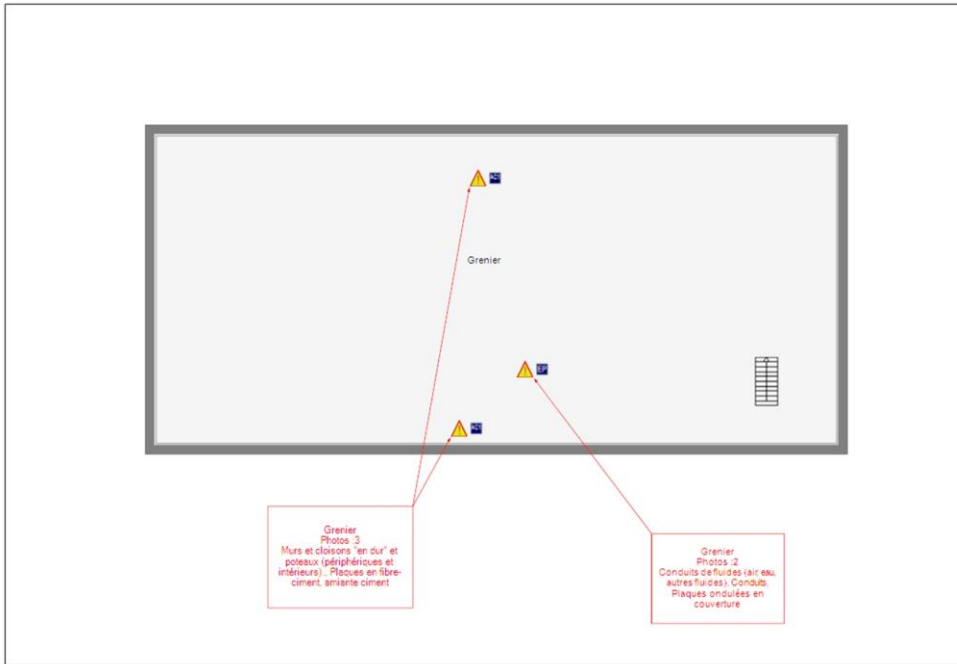 Grenier
EP
Grenier
Photos :3
Murs et cloisons "en dur" et
poteaux (périphériques et
intérieurs)., Plaques en fibre-
ciment, amiante ciment
Grenier
Photos :2
Conduits de fluides (air, eau,
autres fluides), Conduits,
Plaques ondulées en
couverture